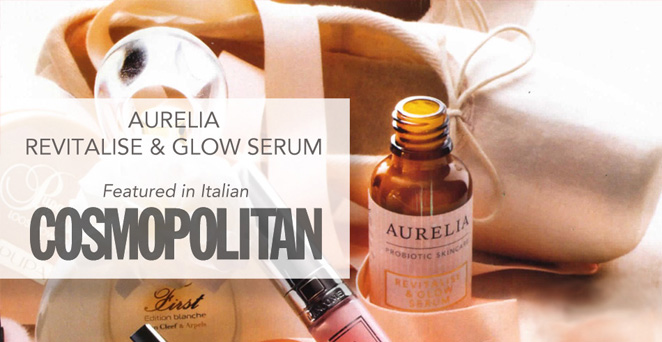 AURELIA
REVITALISE & GLOW SERUM
Featured in Italian
COSMOPOLITAN
AURELIA
PROBIOTIC SKINCARE
REVITALISE
& GLOW
SERUM
First
Edition blanche
Cleef & Arpels